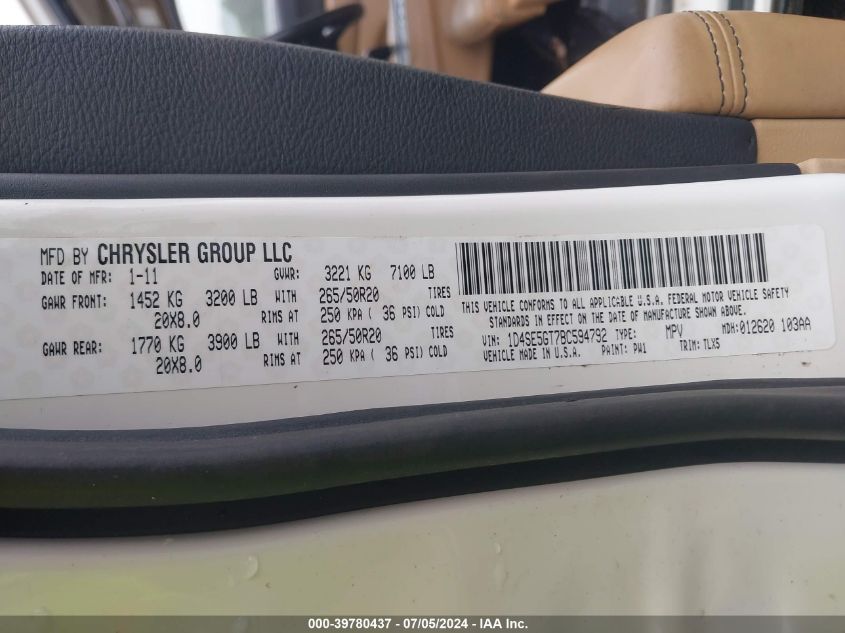 MFD BY CHRYSLER GROUP LLC
DATE OF MFR: 1-11 GVWR: 3221 KG 7100 LB
GAWR FRONT: 1452 KG 3200 LB WITH 265/50R20 TIRES
20X8.0 RIMS AT 250 KPA ( 36 PSI) COLD
GAWR REAR: 1770 KG 3900 LB WITH 265/50R20 TIRES
20X8.0 RIMS AT 250 KPA ( 36 PSI) COLD
THIS VEHICLE CONFORMS TO ALL APPLICABLE U.S.A. FEDERAL MOTOR VEHICLE SAFETY
STANDARDS IN EFFECT ON THE DATE OF MANUFACTURE SHOWN ABOVE.
VIN: 1D4SE5GT7BC594792 TYPE: MPV MDH: 012620 103AA
VEHICLE MADE IN U.S.A. PAINT: PW1 TRIM: TLX5
000-39780437 - 07/05/2024 - IAA Inc.